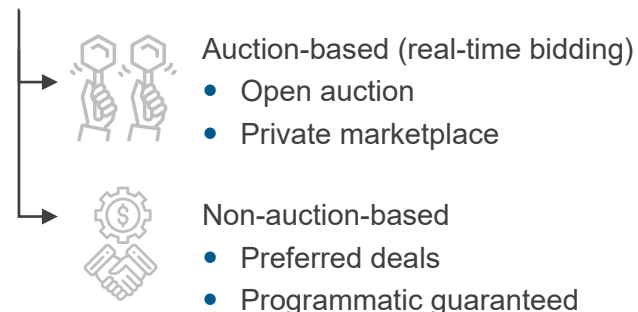 Auction-based (real-time bidding)
• Open auction
• Private marketplace
$
Non-auction-based
• Preferred deals
• Programmatic guaranteed